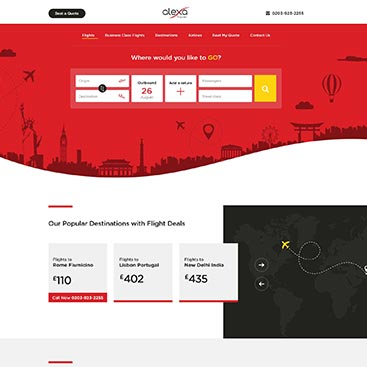 Book a Quote
alexa
0203-923-2255
Flights Business Class Flights Destinations Airlines Beat My Quote Contact Us
Where would you like to GO?
Origin
Destination
Outbound
26
August
Add a return
+
Passengers
Travel class
Our Popular Destinations with Flight Deals
Flights to
Rome Fiumicino
£110
Call Now 0203-923-2255
Flights to
Lisbon Portugal
£402
Flights to
New Delhi India
£435